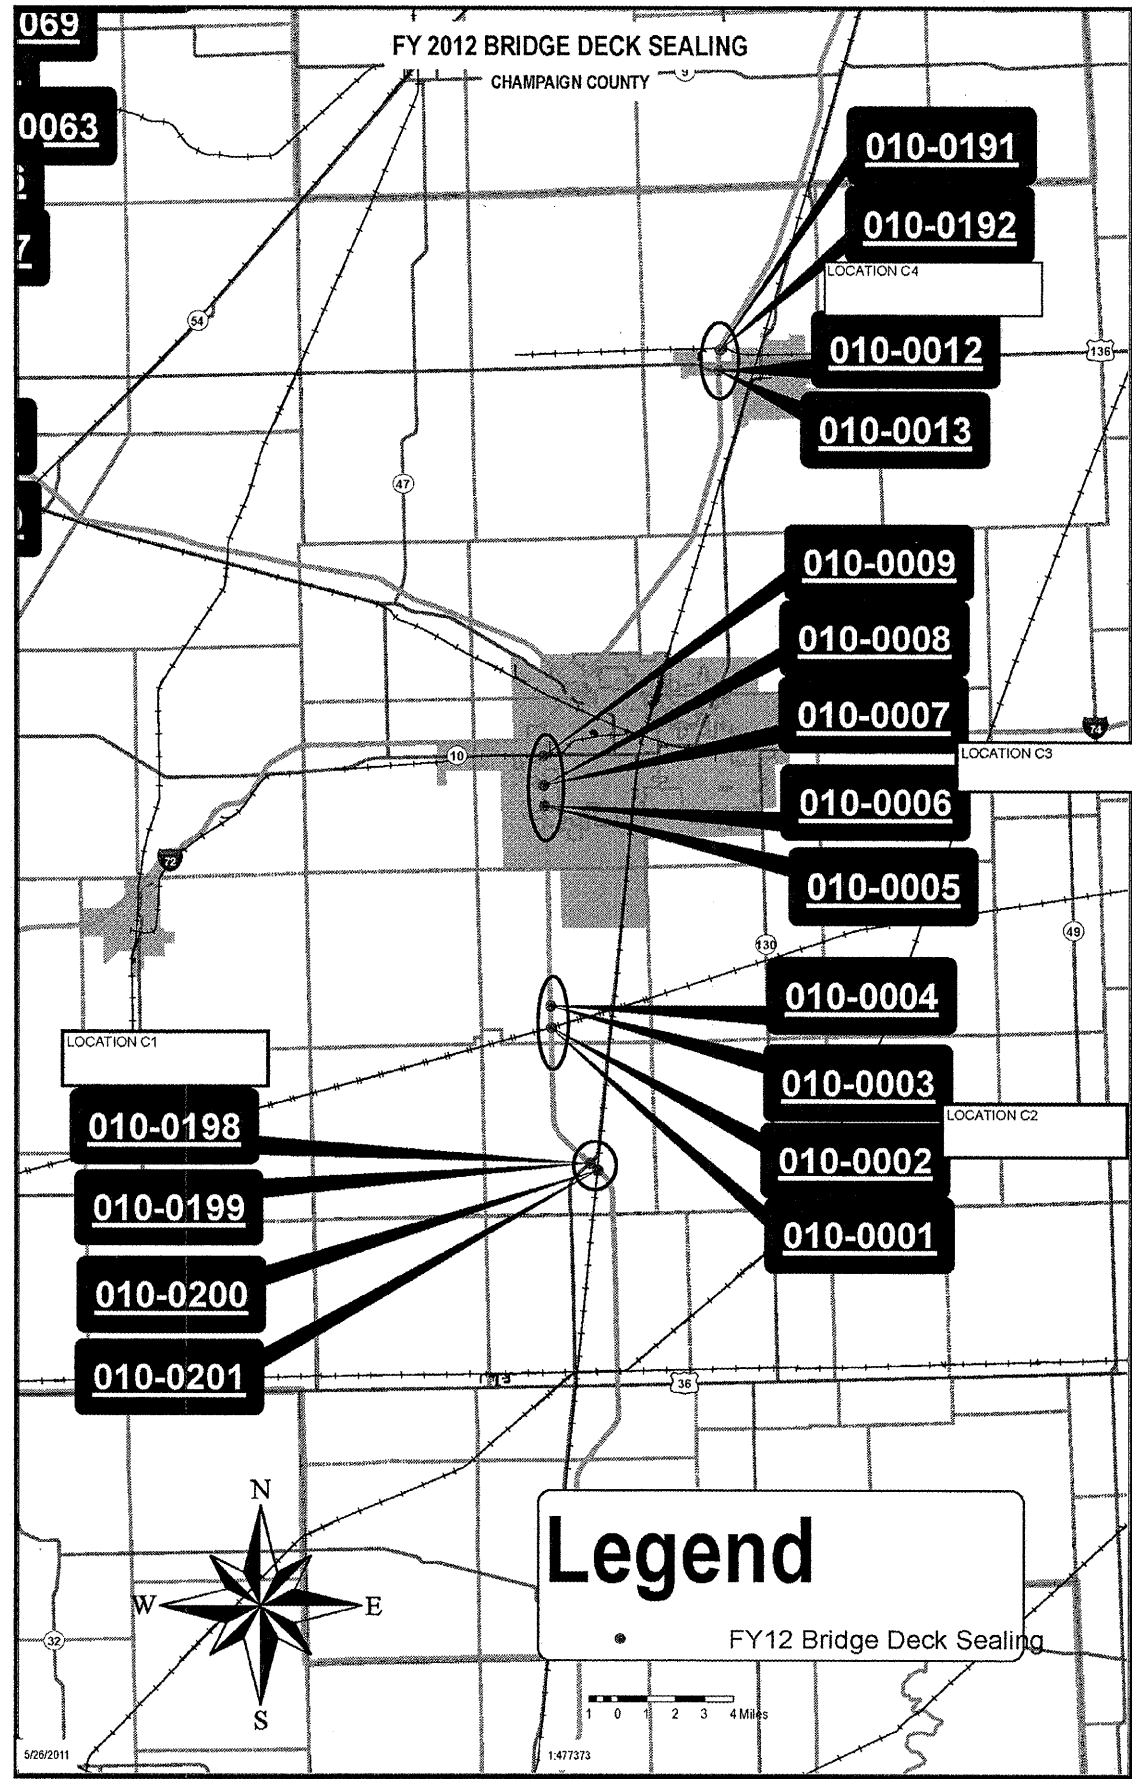 069
FY 2012 BRIDGE DECK SEALING
CHAMPAIGN COUNTY
9
0063
010-0191
010-0192
7
LOCATION C4
54
010-0012
136
010-0013
47
010-0009
010-0008
010-0007
74
LOCATION C3
10
010-0006
72
010-0005
49
130
010-0004
LOCATION C1
010-0003
LOCATION C2
010-0198
010-0002
010-0199
010-0001
010-0200
010-0201
36
N
Legend
W E
FY12 Bridge Deck Sealing
32
S
1 0 1 2 3 4 Miles
5/26/2011
1:477373